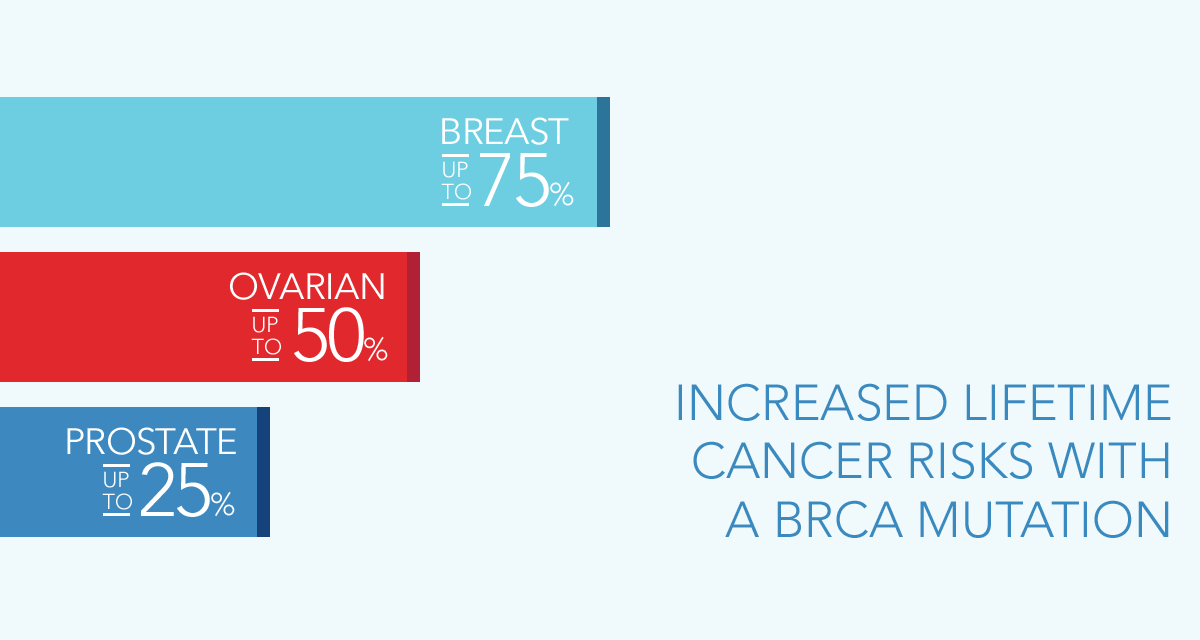 BREAST
UP TO 75%
OVARIAN
UP TO 50%
PROSTATE
UP TO 25%
INCREASED LIFETIME
CANCER RISKS WITH
A BRCA MUTATION